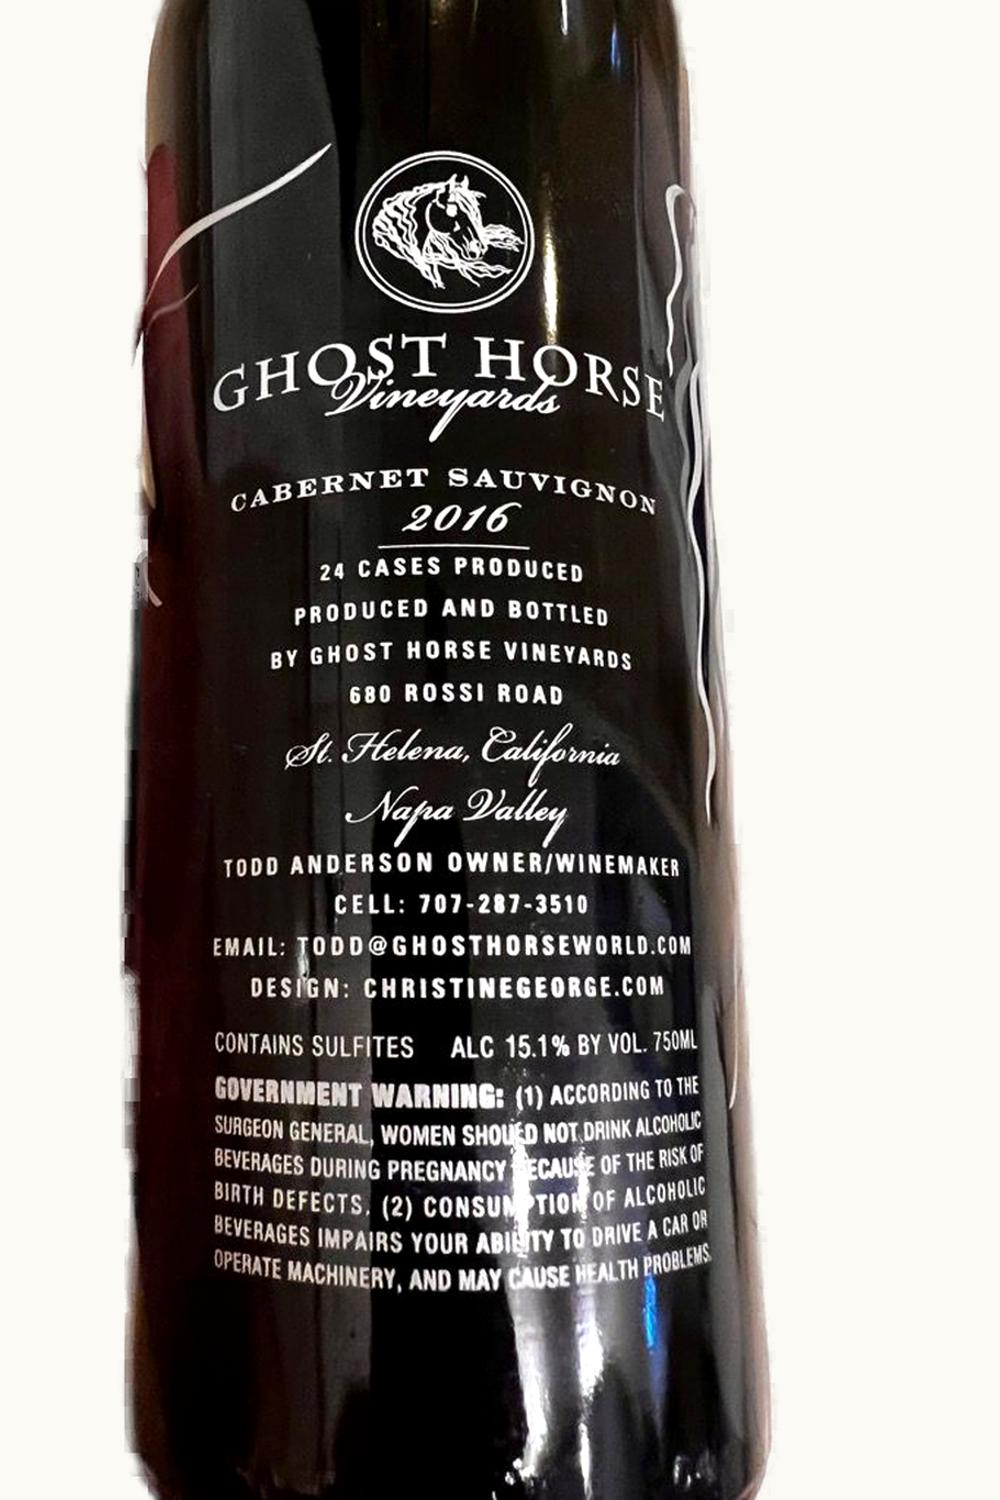 GHOST HORSE
Vineyards
CABERNET SAUVIGNON
2016
24 CASES PRODUCED
PRODUCED AND BOTTLED
BY GHOST HORSE VINEYARDS
680 ROSSI ROAD
St. Helena, California
Napa Valley
TODD ANDERSON OWNER/WINEMAKER
CELL: 707-287-3510
EMAIL: TODD@GHOSTHORSEWORLD.COM
DESIGN: CHRISTINEGEORGE.COM
CONTAINS SULFITES ALC 15.1% BY VOL. 750ML
GOVERNMENT WARNING: (1) ACCORDING TO THE
SURGEON GENERAL, WOMEN SHOULD NOT DRINK ALCOHOLIC
BEVERAGES DURING PREGNANCY BECAUSE OF THE RISK OF
BIRTH DEFECTS. (2) CONSUMPTION OF ALCOHOLIC
BEVERAGES IMPAIRS YOUR ABILITY TO DRIVE A CAR OR
OPERATE MACHINERY, AND MAY CAUSE HEALTH PROBLEMS.